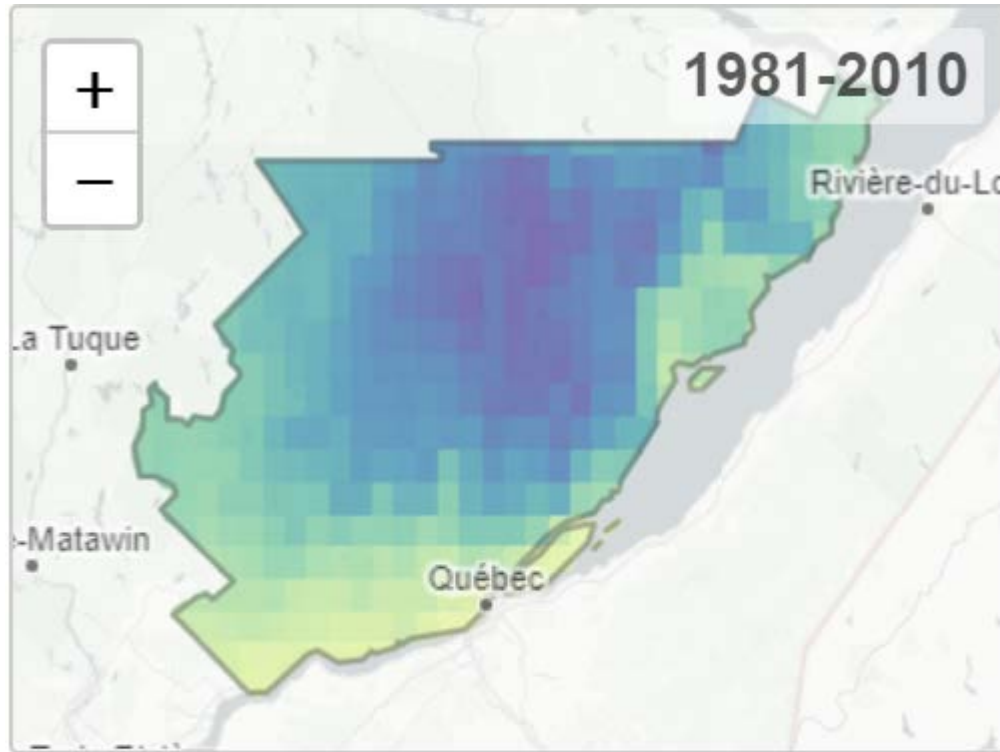 +
1981-2010
−
Rivière-du-Lo
La Tuque
e-Matawin
Québec